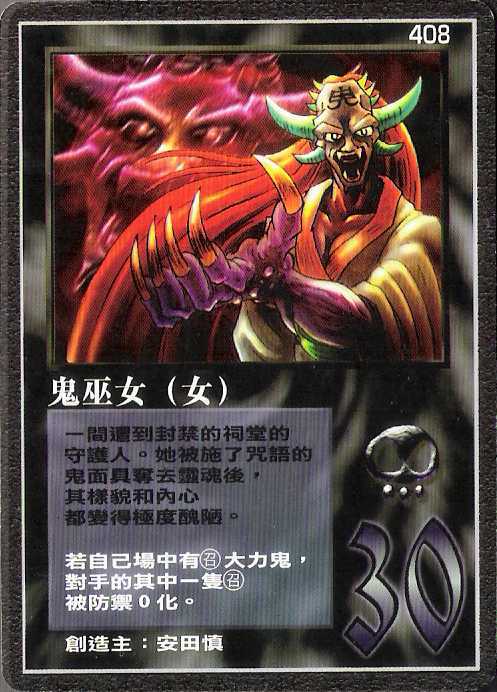 408
鬼巫女（女）
一間遭到封禁的祠堂的
守護人。她被施了咒語的
鬼面具奪去靈魂後，
其樣貌和內心
都變得極度醜陋。
若自己場中有㊁大力鬼，
對手的其中一隻召
被防禦0化。
創造主：安田慎
30